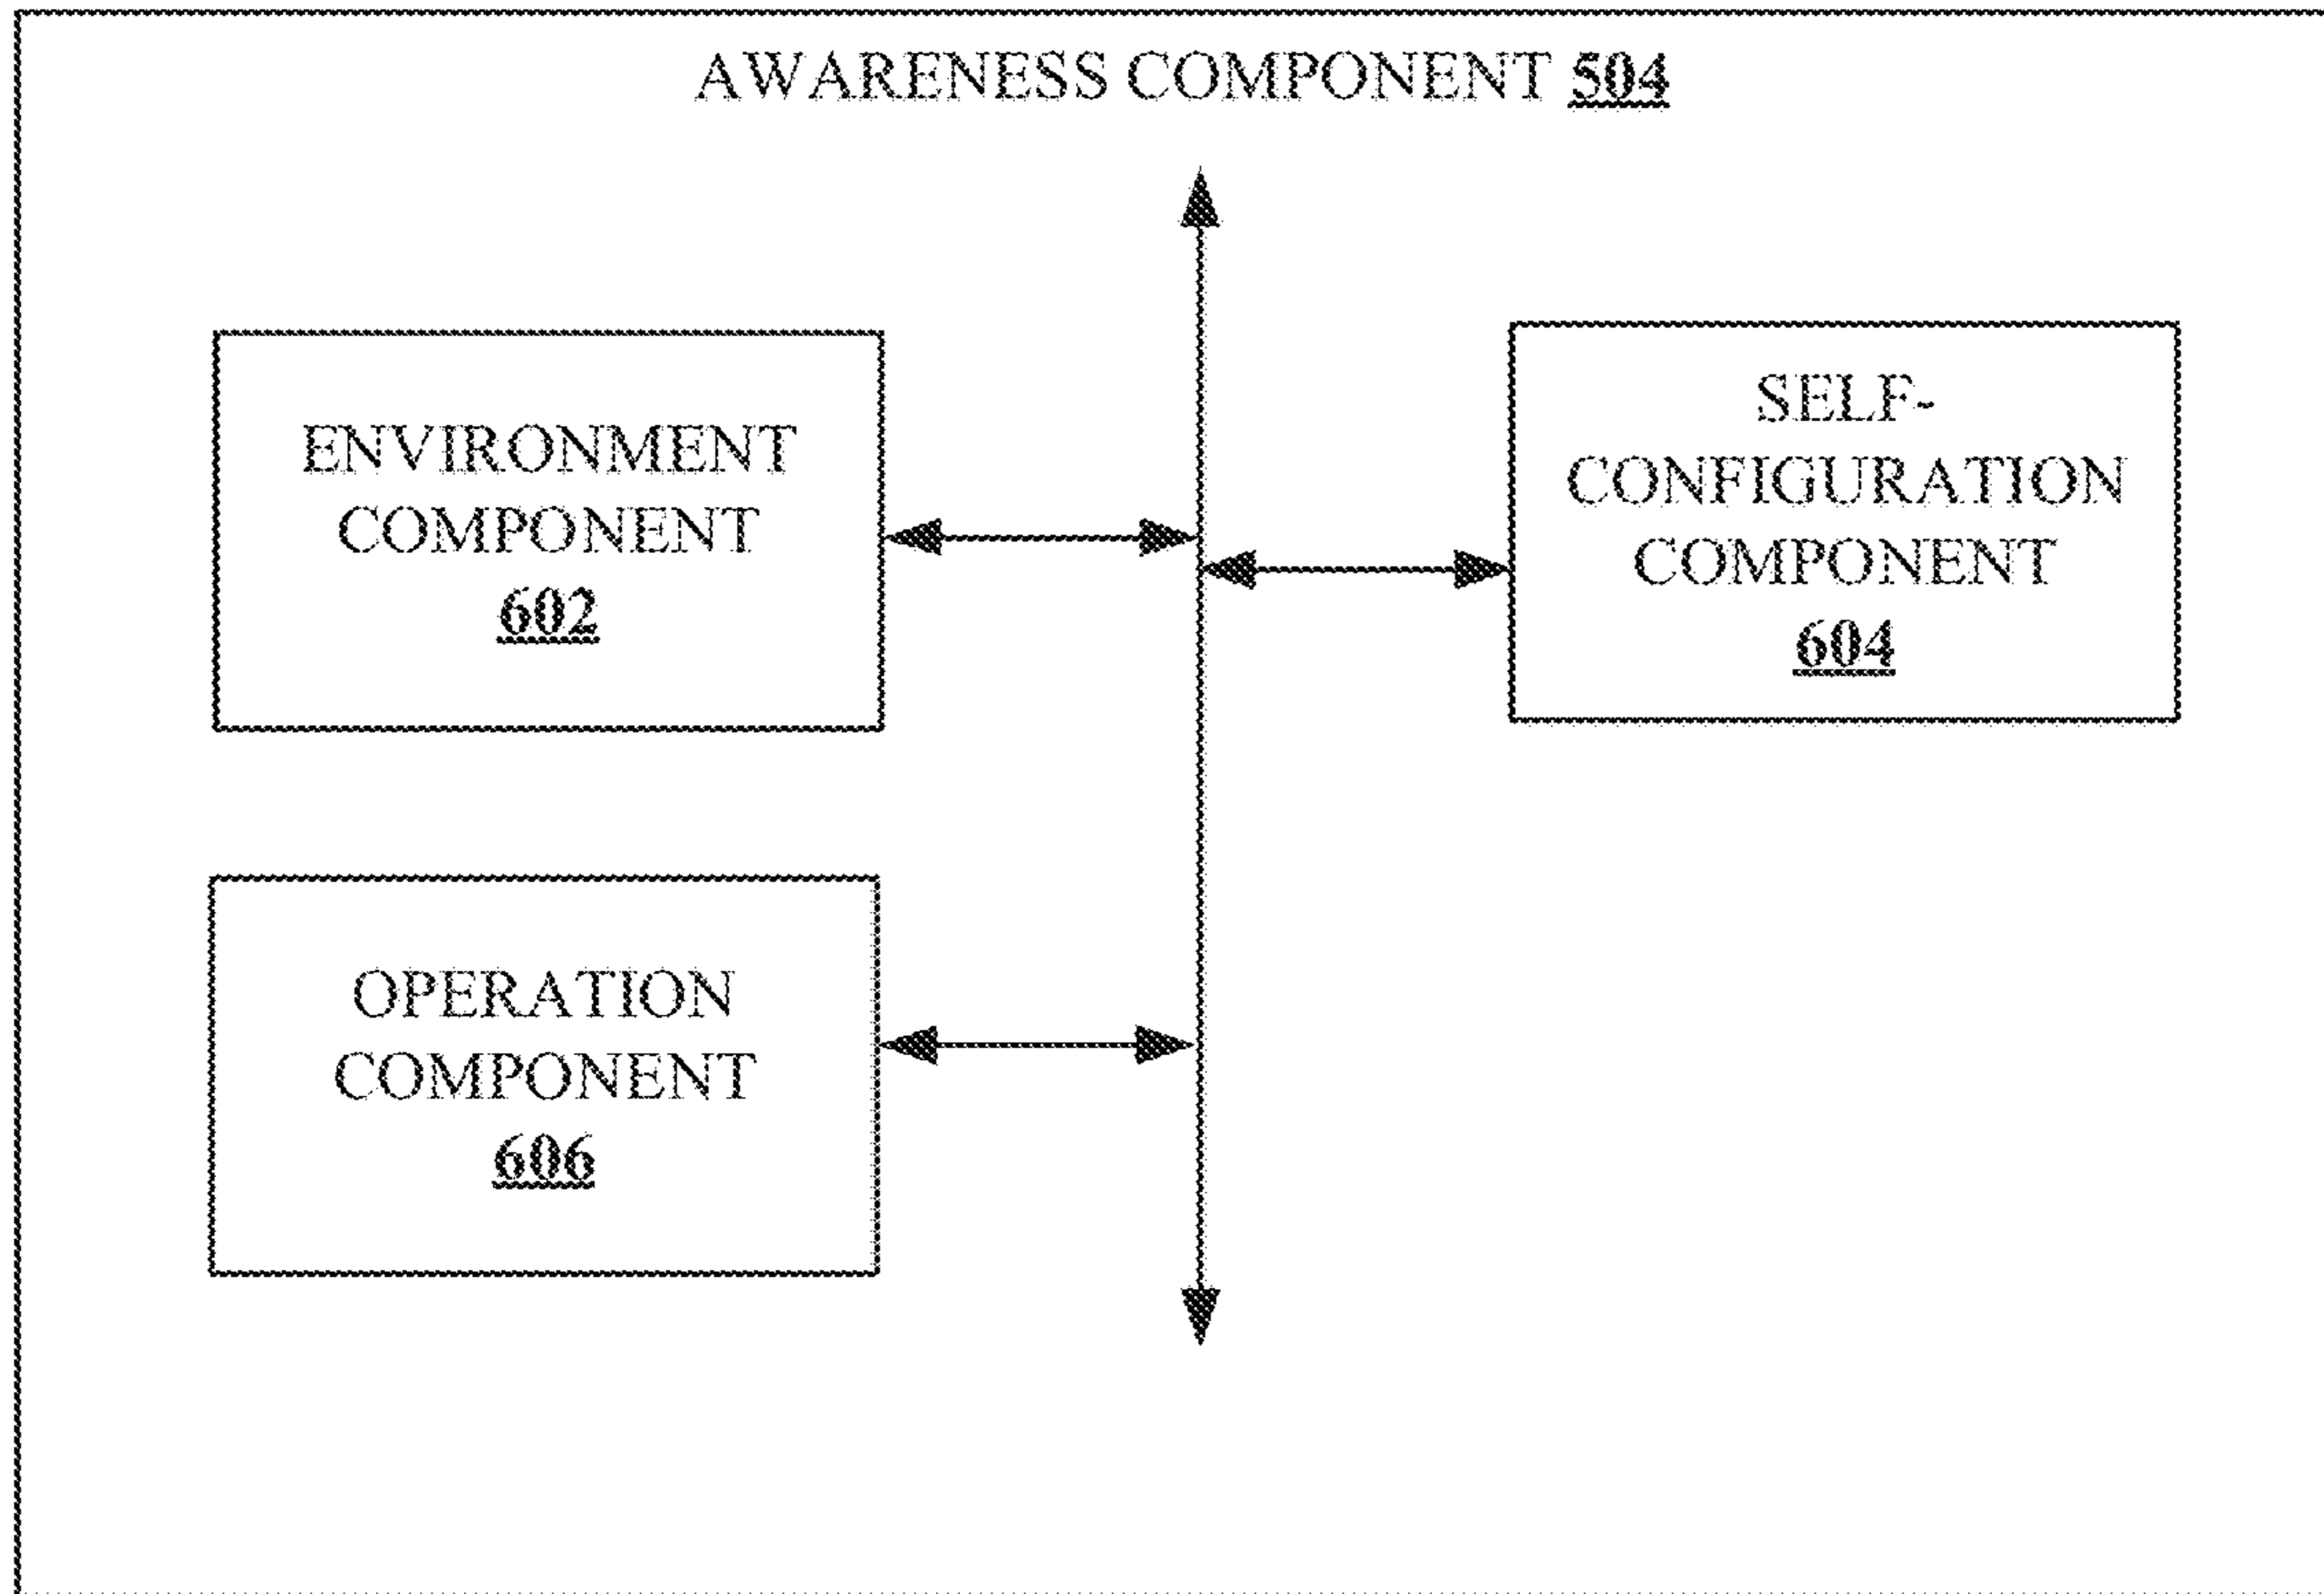 AWARENESS COMPONENT 504
ENVIRONMENT
COMPONENT
602
SELF-
CONFIGURATION
COMPONENT
604
OPERATION
COMPONENT
606